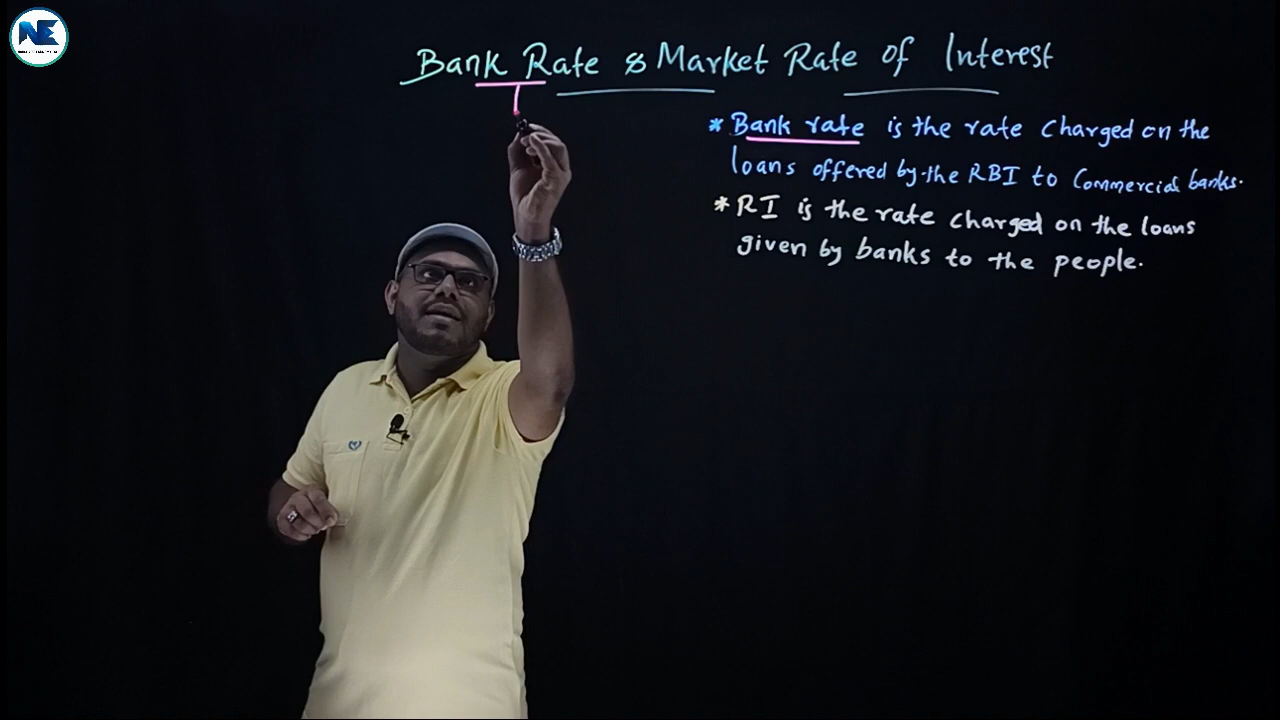 NE
Bank Rate & Market Rate of Interest
* Bank rate is the rate charged on the
loans offered by the RBI to Commercial banks.
* RI is the rate charged on the loans
given by banks to the people.